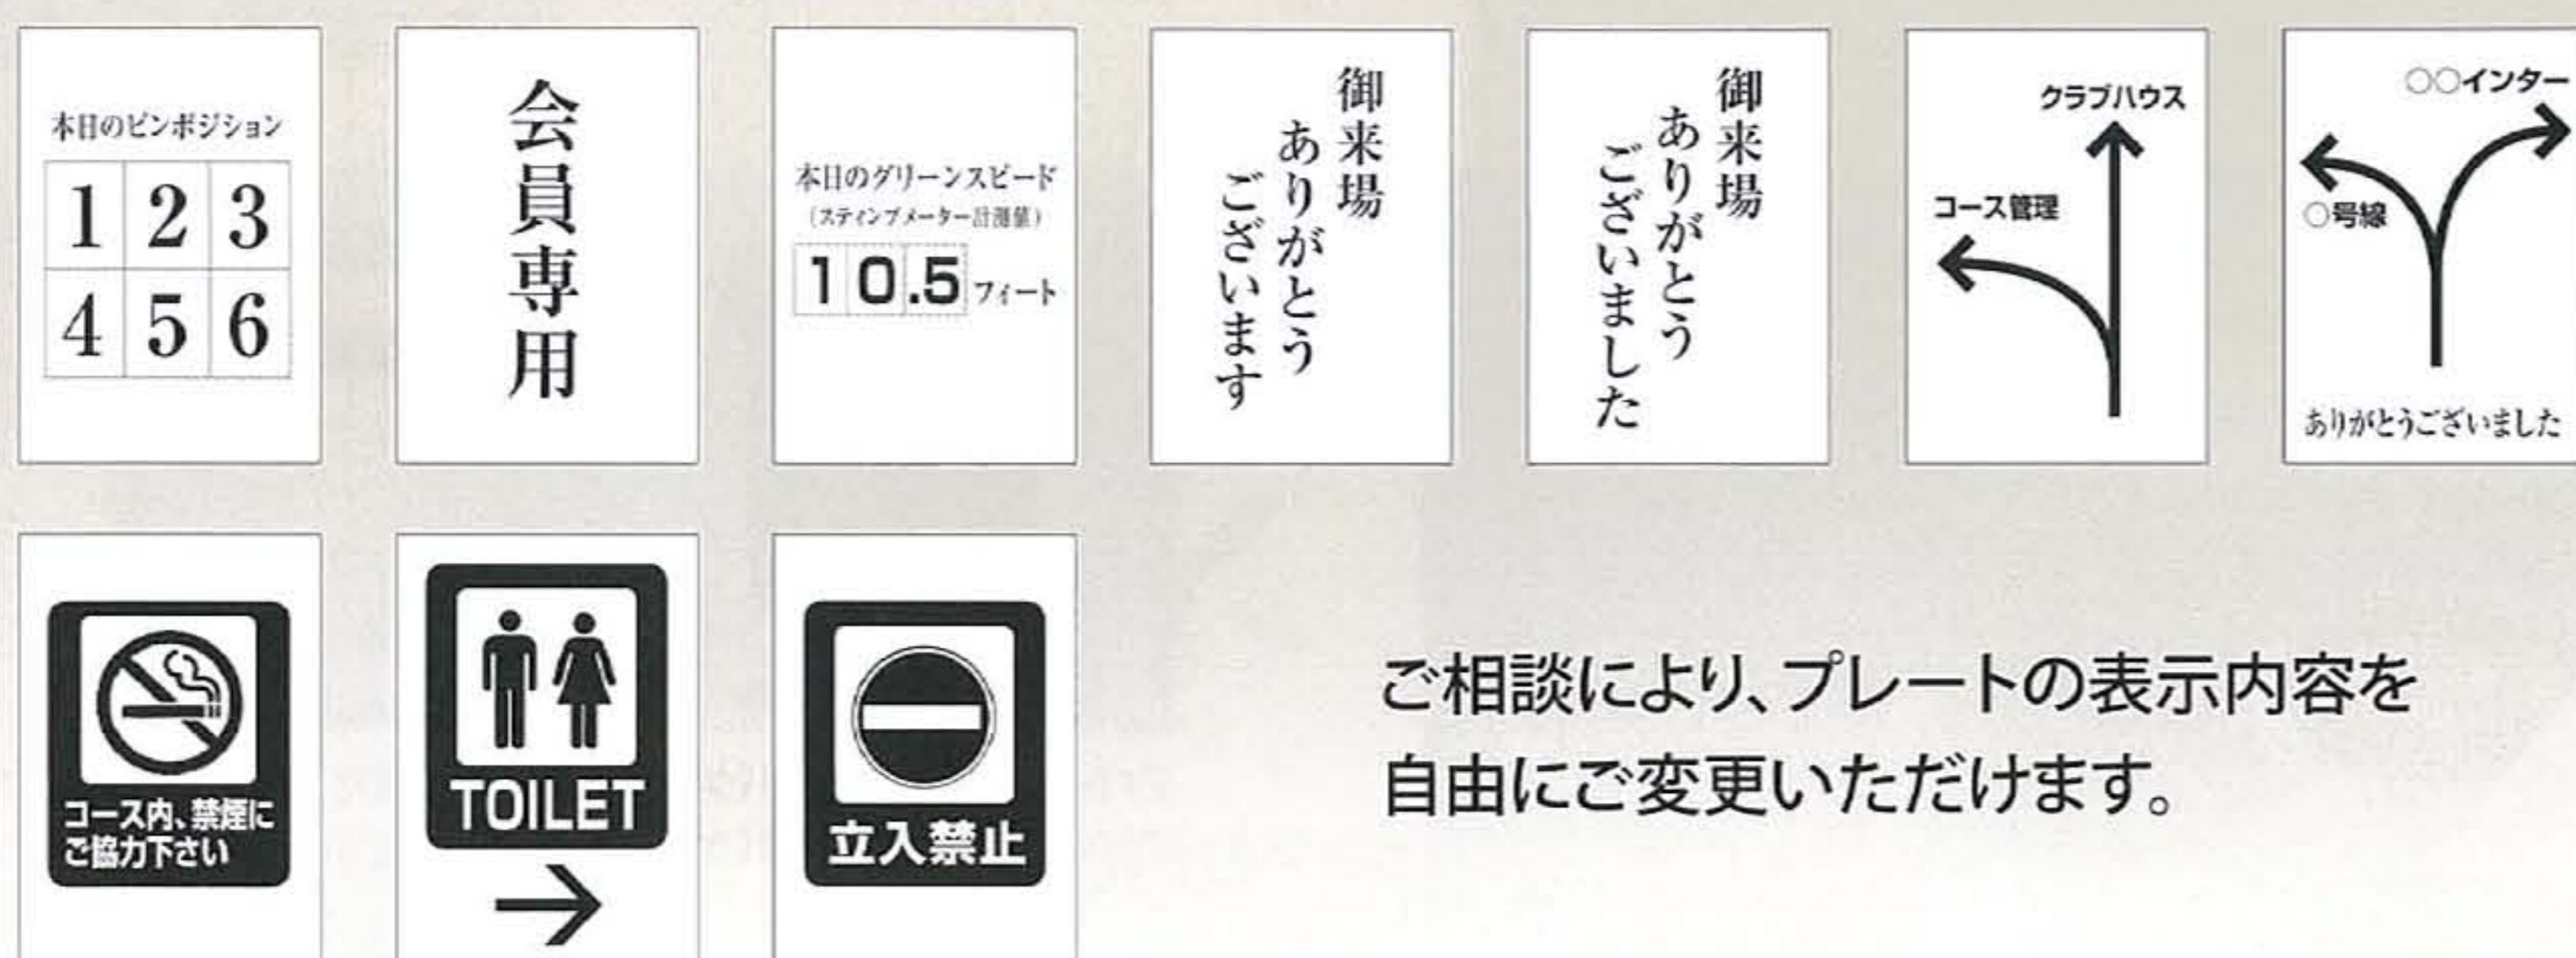 本日のピンポジション
1 2 3
4 5 6
会員専用
本日のグリーンスピード
(スティンプメーター計測値)
10.5 フィート
御来場
ありがとう
ございます
御来場
ありがとう
ございました
クラブハウス
コース管理
○○インター
○号線
ありがとうございました
コース内、禁煙に
ご協力下さい
TOILET
立入禁止
ご相談により、プレートの表示内容を
自由にご変更いただけます。